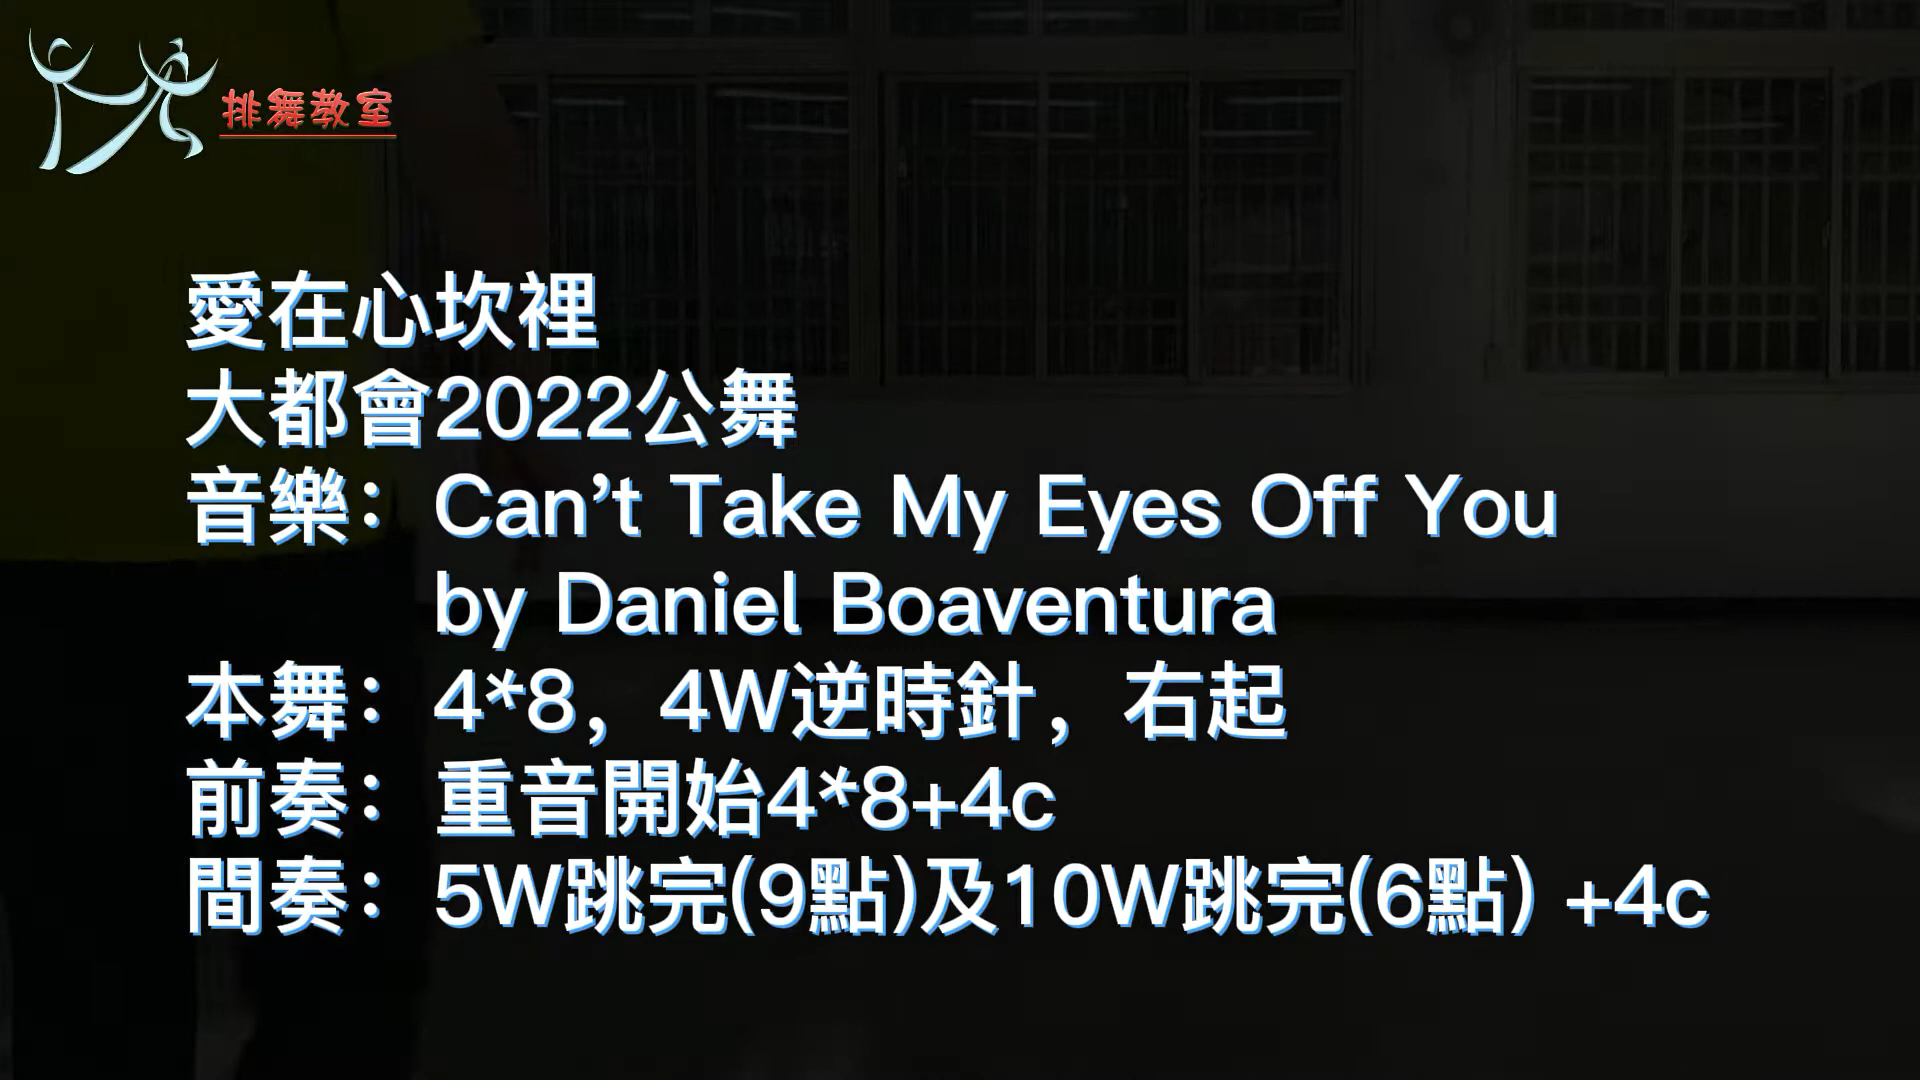 排舞教室
愛在心坎裡
大都會2022公舞
音樂：Can’t Take My Eyes Off You
by Daniel Boaventura
本舞：4*8，4W逆時針，右起
前奏：重音開始4*8+4c
間奏：5W跳完(9點)及10W跳完(6點) +4c